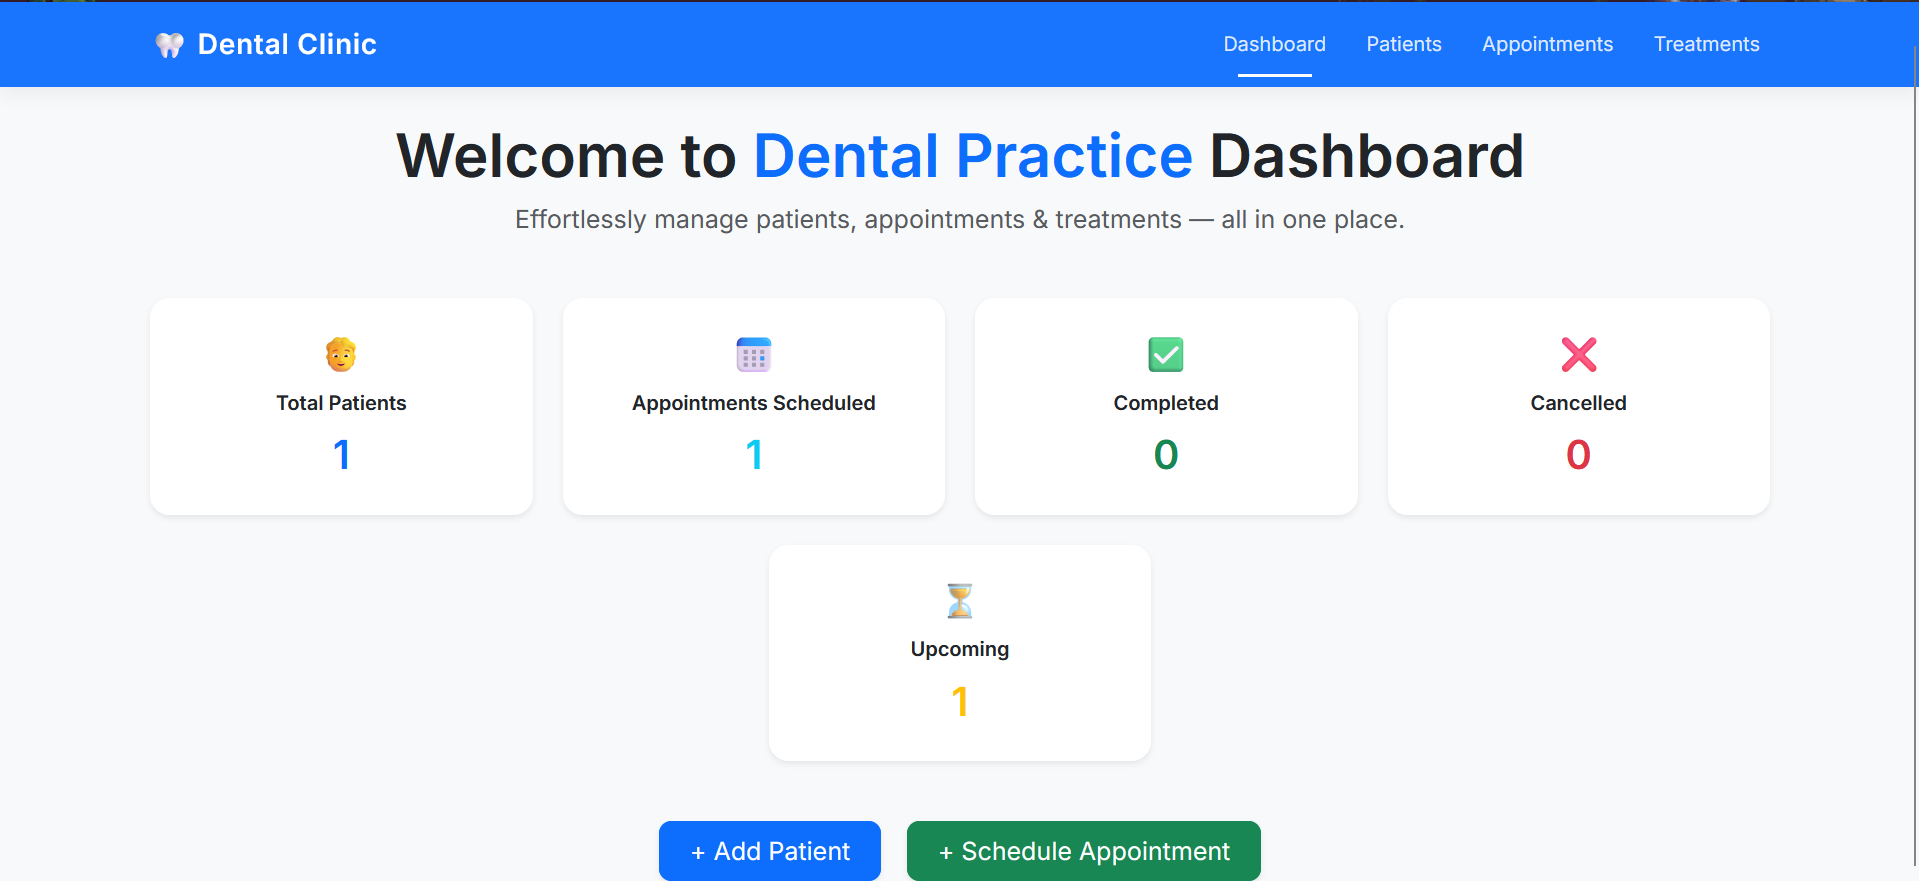 Dental Clinic
Dashboard Patients Appointments Treatments
Welcome to Dental Practice Dashboard
Effortlessly manage patients, appointments & treatments — all in one place.
Total Patients
1
Appointments Scheduled
1
Completed
0
Cancelled
0
Upcoming
1
+ Add Patient
+ Schedule Appointment